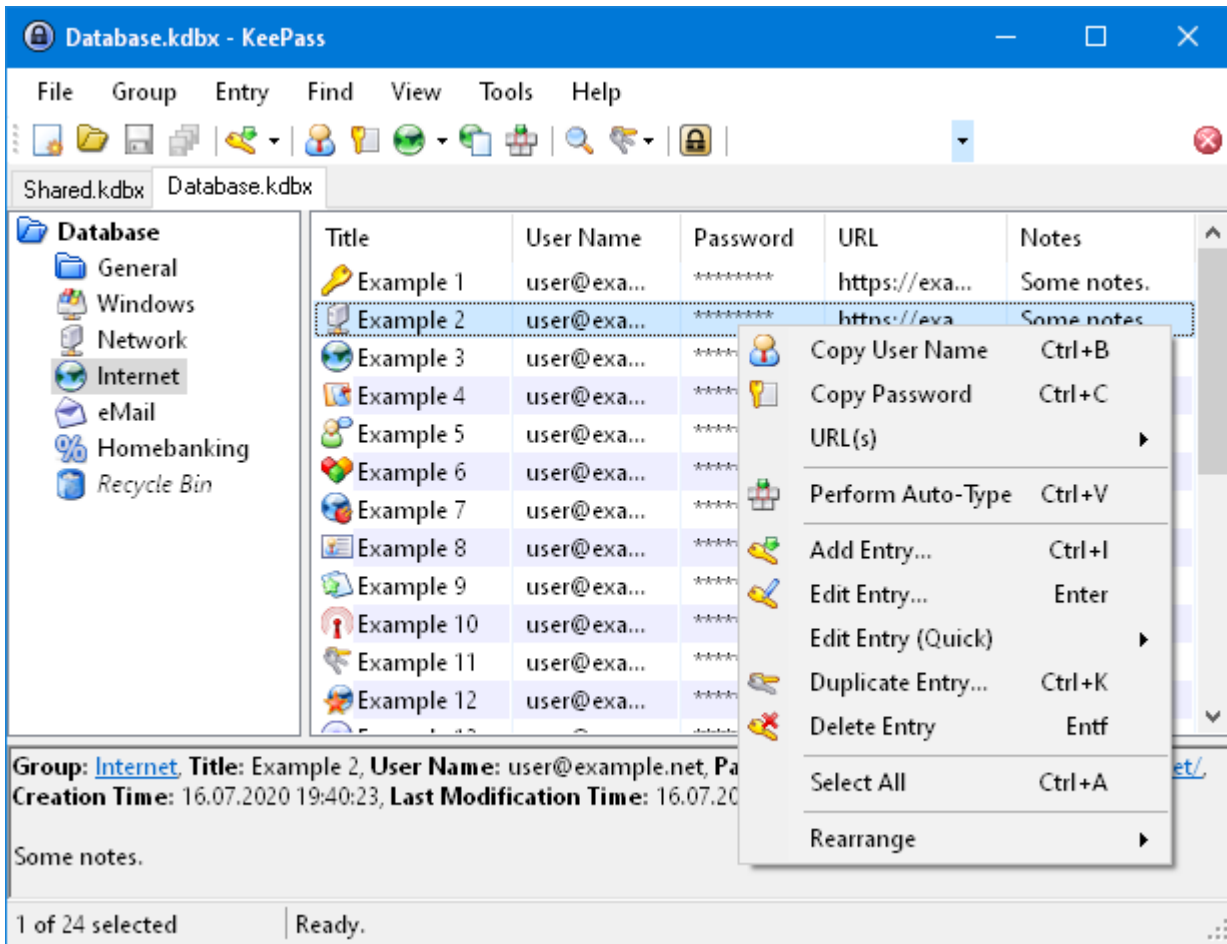 Database.kdbx - KeePass
File Group Entry Find View Tools Help
Shared.kdbx Database.kdbx
Database
General
Windows
Network
Internet
eMail
Homebanking
Recycle Bin
Title User Name Password URL Notes
Example 1 user@exa... ******** https://exa... Some notes.
Example 2 user@exa... ******** https://exa Some notes
Example 3 user@exa...
Example 4 user@exa...
Example 5 user@exa...
Example 6 user@exa...
Example 7 user@exa...
Example 8 user@exa...
Example 9 user@exa...
Example 10 user@exa...
Example 11 user@exa...
Example 12 user@exa...
Copy User Name Ctrl+B
Copy Password Ctrl+C
URL(s)
Perform Auto-Type Ctrl+V
Add Entry... Ctrl+I
Edit Entry... Enter
Edit Entry (Quick)
Duplicate Entry... Ctrl+K
Delete Entry Entf
Select All Ctrl+A
Rearrange
Group: Internet, Title: Example 2, User Name: user@example.net, Pa et/,
Creation Time: 16.07.2020 19:40:23, Last Modification Time: 16.07.20
Some notes.
1 of 24 selected Ready.